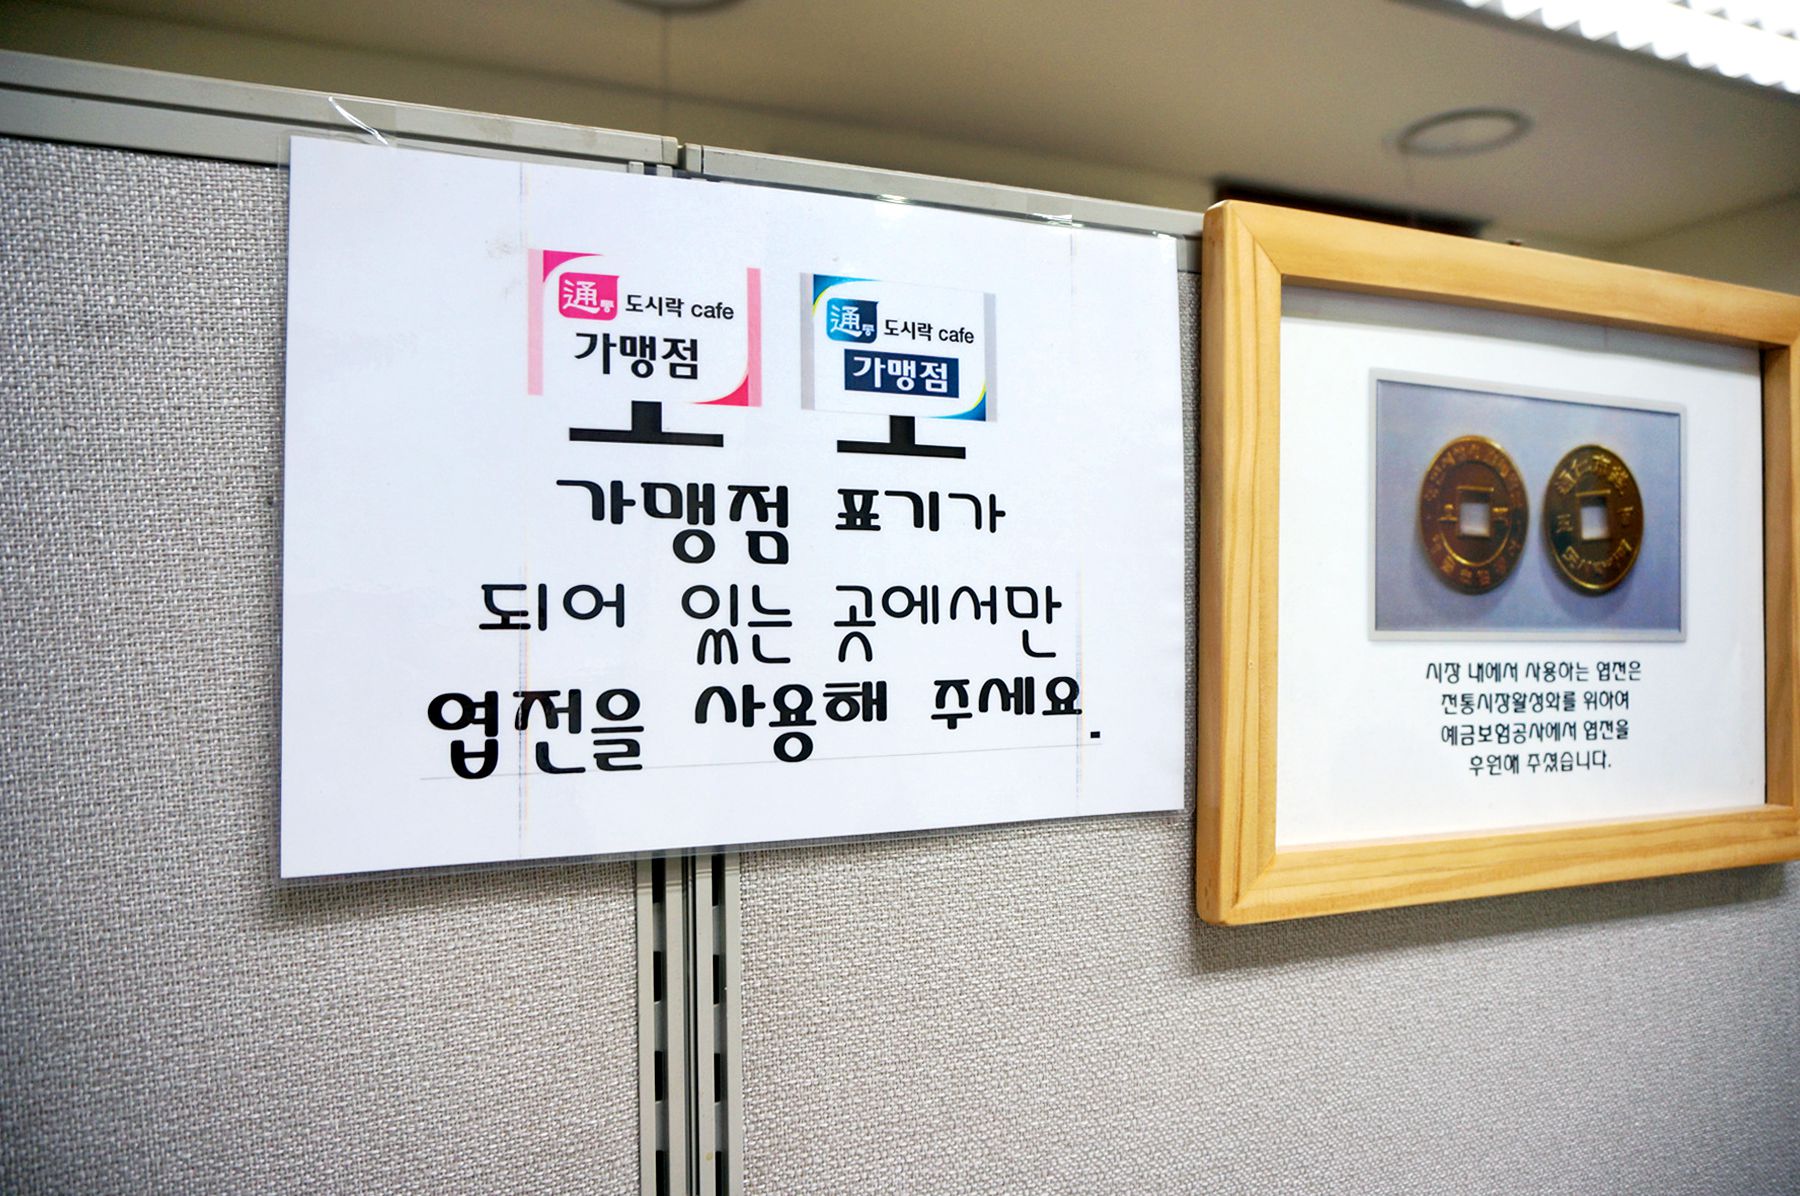 通통 도시락 cafe
가맹점
通통 도시락 cafe
가맹점
가맹점 표기가
되어 있는 곳에서만
엽전을 사용해 주세요.
시장 내에서 사용하는 엽전은
전통시장활성화를 위하여
예금보험공사에서 엽전을
후원해 주셨습니다.